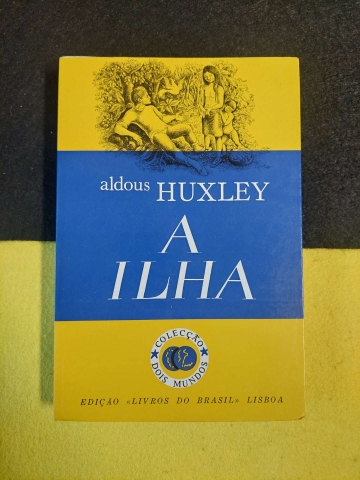 aldous HUXLEY
A
ILHA
COLECÇÃO
DOIS MUNDOS
EDIÇÃO «LIVROS DO BRASIL» LISBOA